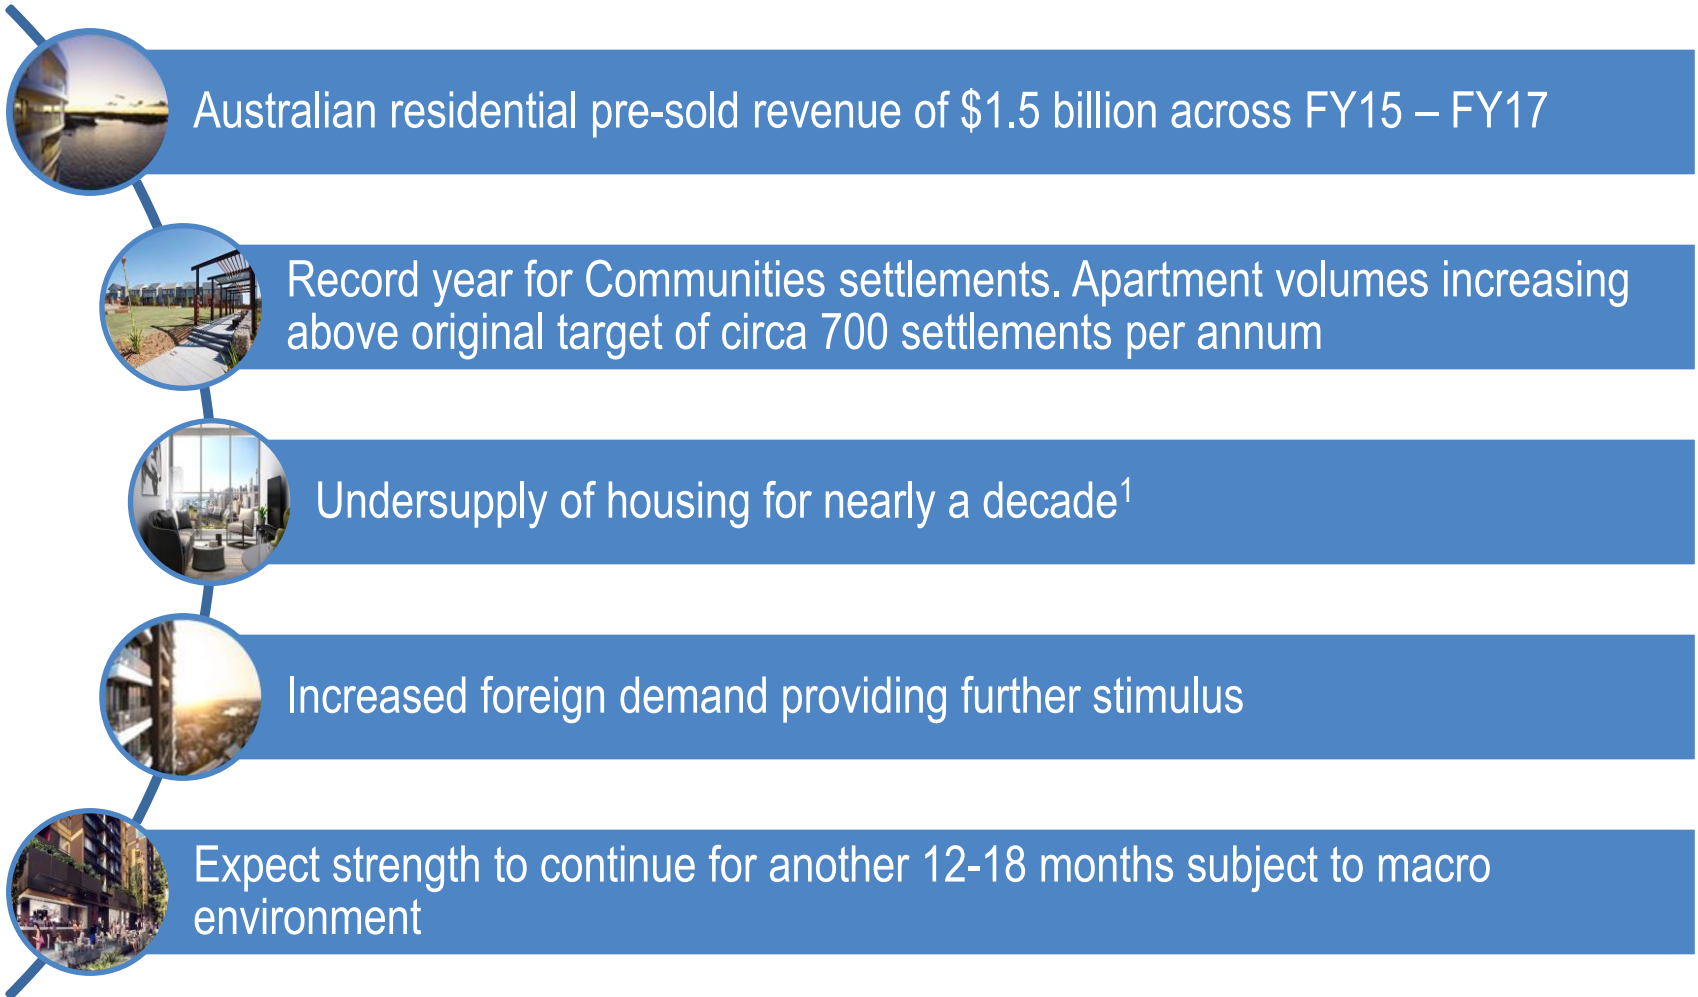 Australian residential pre-sold revenue of $1.5 billion across FY15 – FY17
Record year for Communities settlements. Apartment volumes increasing
above original target of circa 700 settlements per annum
Undersupply of housing for nearly a decade¹
Increased foreign demand providing further stimulus
Expect strength to continue for another 12-18 months subject to macro
environment